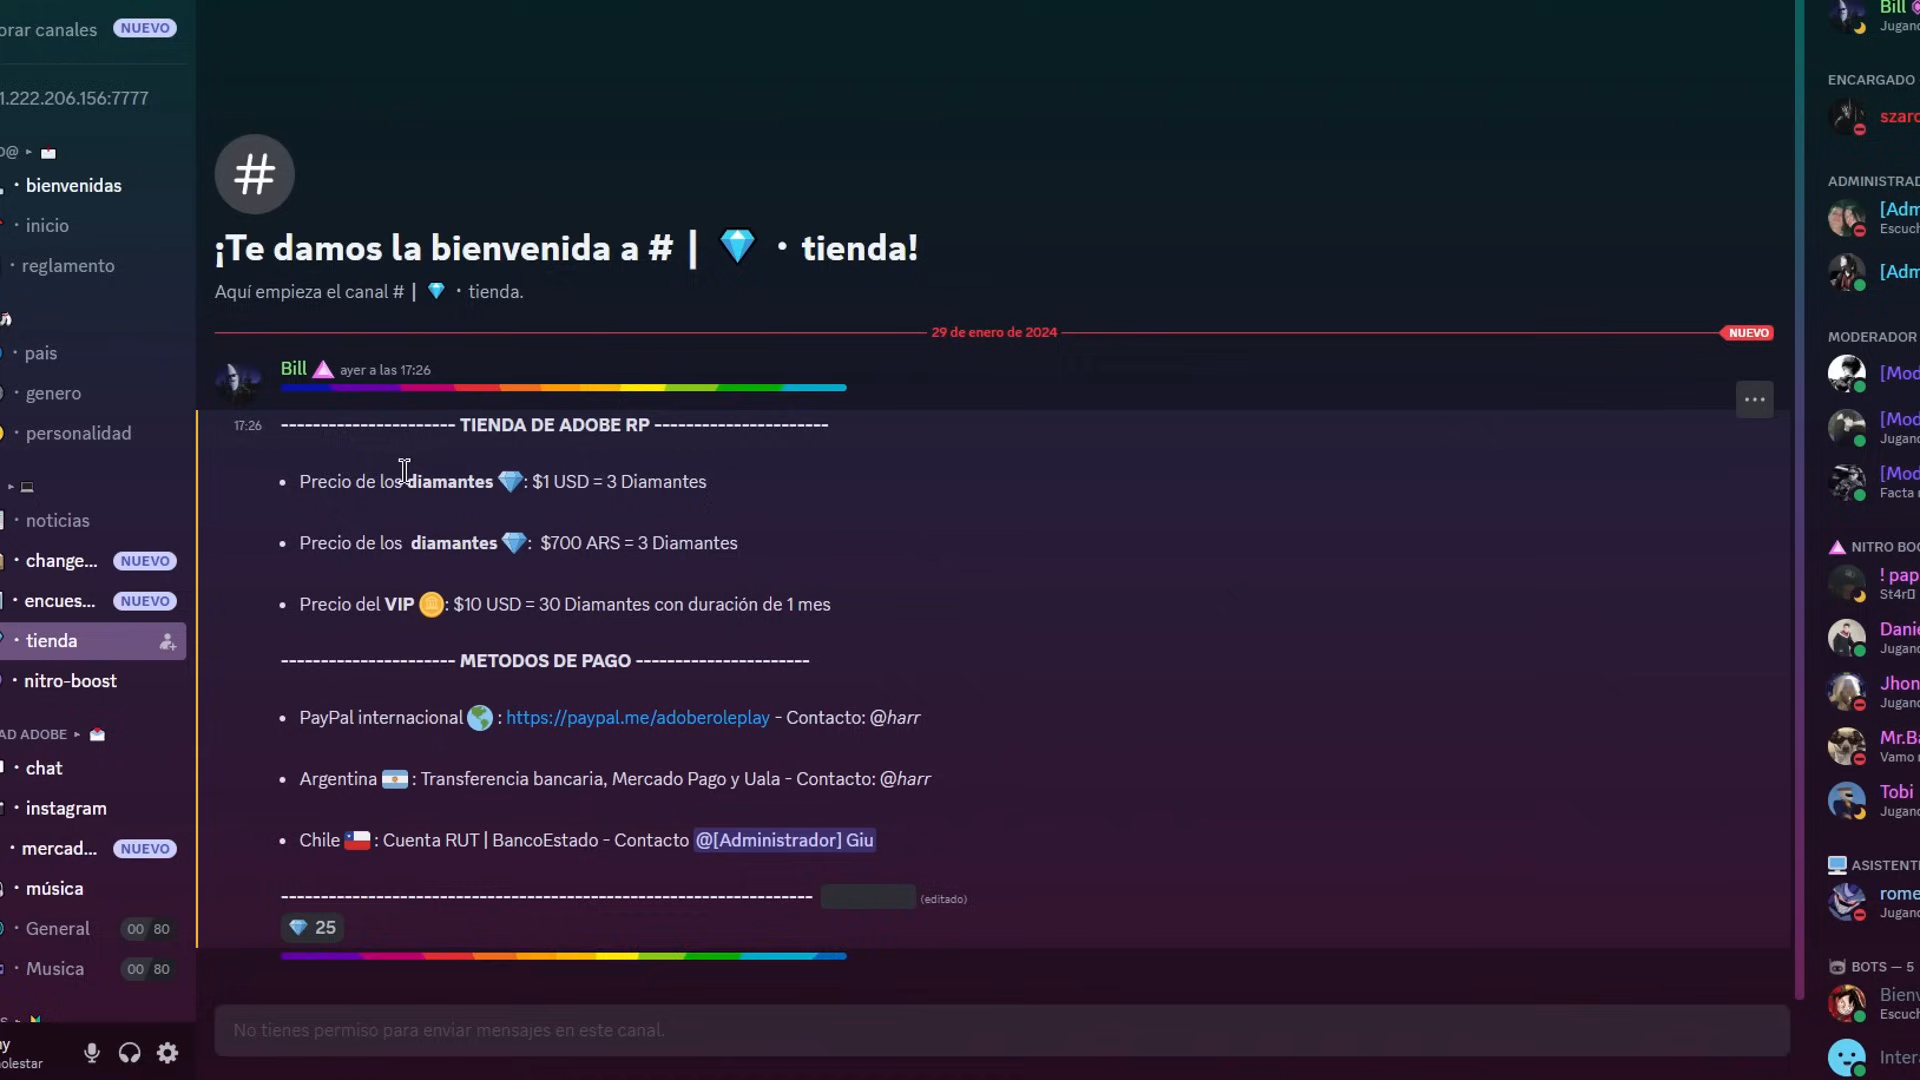 orar canales NUEVO
1.222.206.156:7777
bienvenidas
inicio
reglamento
pais
genero
personalidad
noticias
change... NUEVO
encues... NUEVO
tienda
nitro-boost
AD ADOBE
chat
instagram
mercad... NUEVO
música
General 00 80
Musica 00 80
¡Te damos la bienvenida a # | 💎・tienda!
Aquí empieza el canal # | 💎・tienda.
29 de enero de 2024 NUEVO
Bill ayer a las 17:26
17:26 ---------------------- TIENDA DE ADOBE RP ----------------------
• Precio de los diamantes 💎: $1 USD = 3 Diamantes
• Precio de los diamantes 💎: $700 ARS = 3 Diamantes
• Precio del VIP 🪙: $10 USD = 30 Diamantes con duración de 1 mes
---------------------- METODOS DE PAGO ----------------------
• PayPal internacional 🌎 : https://paypal.me/adoberoleplay - Contacto: @harr
• Argentina 🇦🇷 : Transferencia bancaria, Mercado Pago y Uala - Contacto: @harr
• Chile 🇨🇱 : Cuenta RUT | BancoEstado - Contacto @[Administrador] Giu
------------------------------------------------------------------- (editado)
💎 25
No tienes permiso para enviar mensajes en este canal.
Bill
Jugand
ENCARGADO
szarc
ADMINISTRAD
[Adm
Escuch
[Adm
MODERADOR
[Mod
[Mod
Jugand
[Mod
Facta
NITRO BOO
! pap
St4r
Danie
Jugand
Jhon
Jugand
Mr.Ba
Vamo
Tobi
Jugand
ASISTENTE
rome
Jugand
BOTS — 5
Bienv
Escuch
Inter